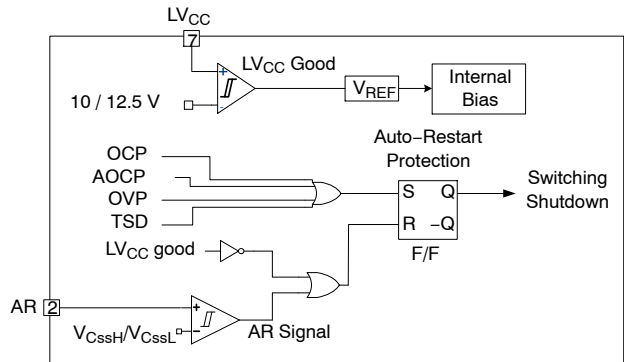 LVCC
7
LVCC Good
10 / 12.5 V
+
-
VREF
Internal
Bias
Auto–Restart
Protection
OCP
AOCP
OVP
TSD
S Q
R –Q
F/F
Switching
Shutdown
LVCC good
AR 2
+
–
VCssH/VCssL
AR Signal